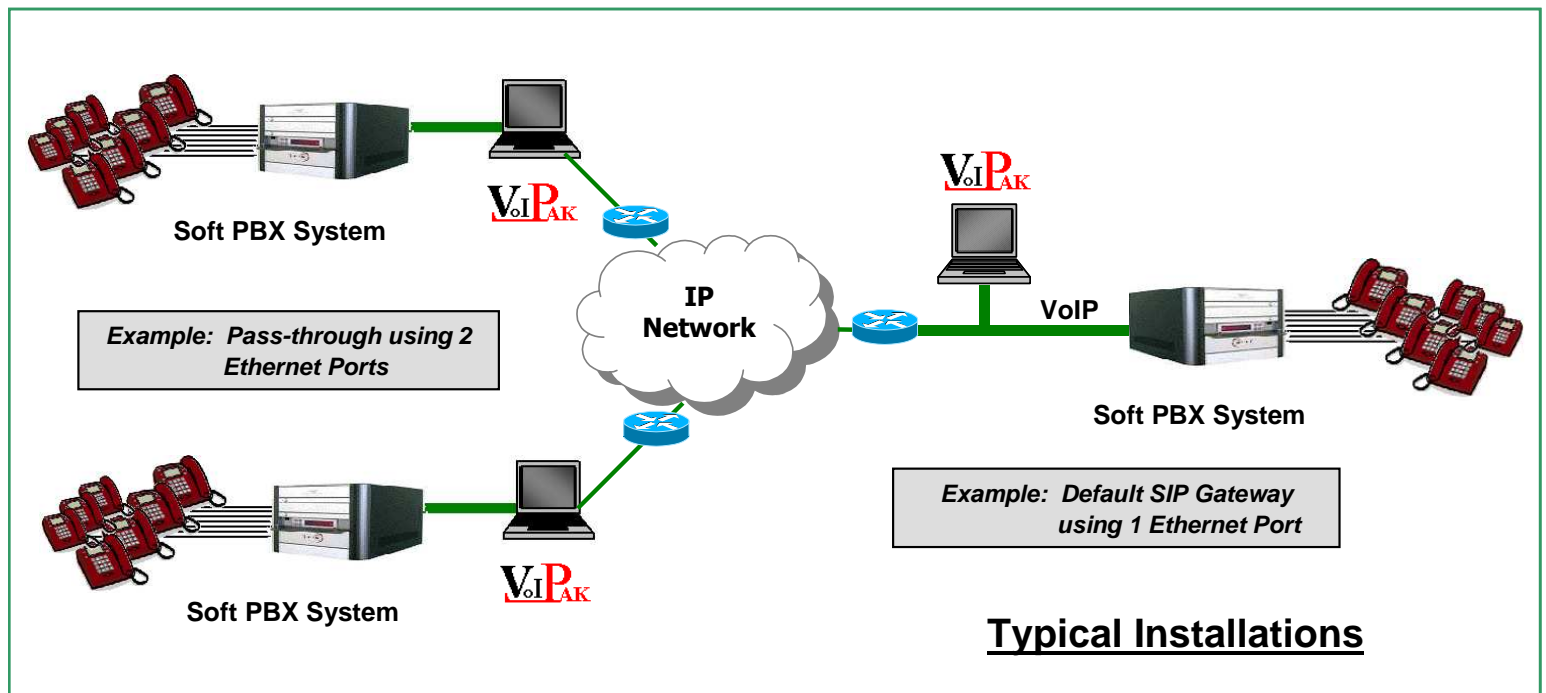 VoIPAK
Soft PBX System
Example: Pass-through using 2
Ethernet Ports
Soft PBX System
VoIPAK
IP
Network
VoIPAK
VoIP
Soft PBX System
Example: Default SIP Gateway
using 1 Ethernet Port
Typical Installations